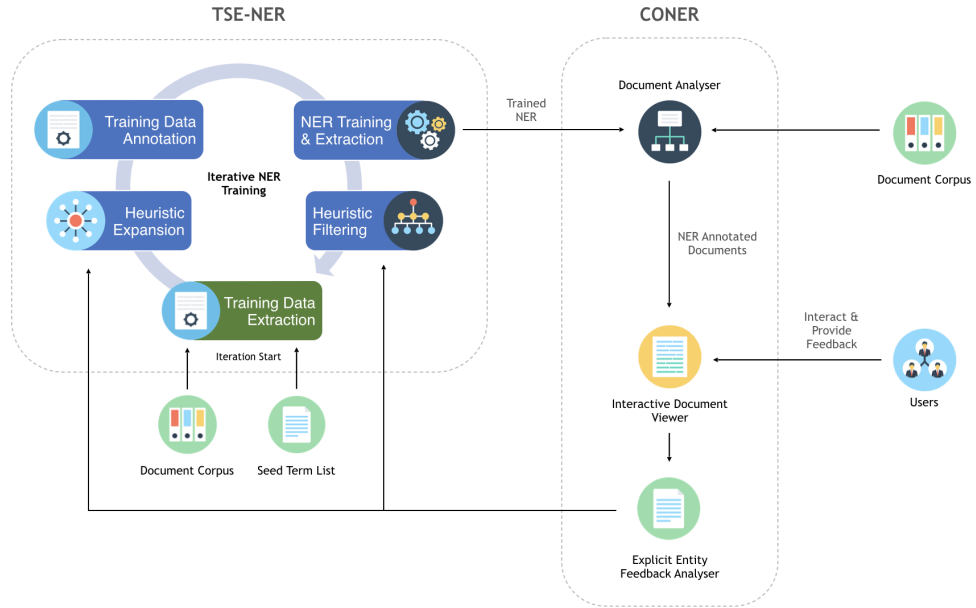 TSE-NER
CONER
Training Data
Annotation
NER Training
& Extraction
Iterative NER
Training
Heuristic
Expansion
Heuristic
Filtering
Training Data
Extraction
Iteration Start
Document Corpus
Seed Term List
Trained
NER
Document Analyser
Document Corpus
NER Annotated
Documents
Interact &
Provide
Feedback
Users
Interactive Document
Viewer
Explicit Entity
Feedback Analyser